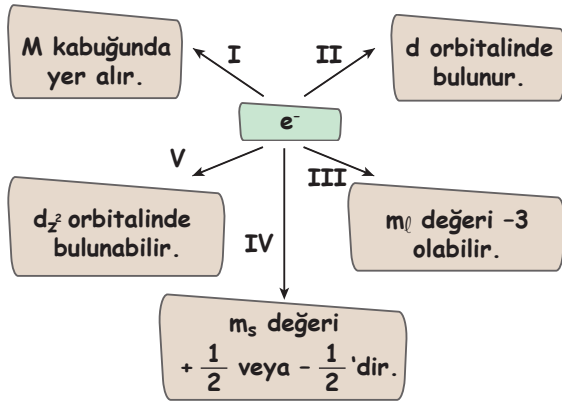 M kabuğunda
yer alır.
I
II
d orbitalinde
bulunur.
e⁻
V
III
d_z² orbitalinde
bulunabilir.
IV
mℓ değeri –3
olabilir.
mₛ değeri
+ 1/2 veya – 1/2 'dir.